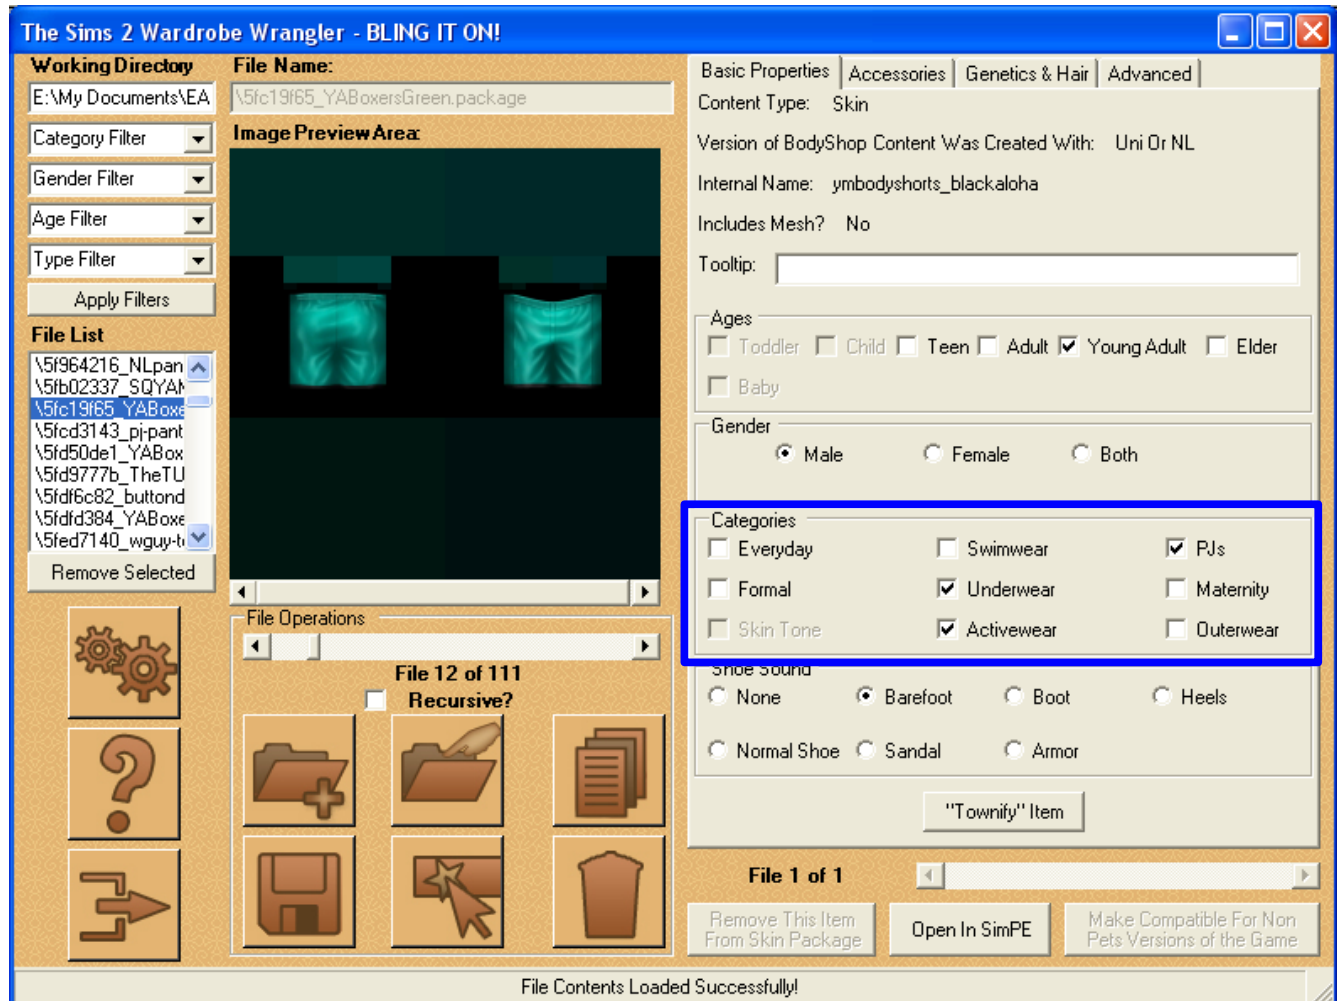 The Sims 2 Wardrobe Wrangler - BLING IT ON!
Working Directory
E:\My Documents\EA
Category Filter
Gender Filter
Age Filter
Type Filter
Apply Filters
File List
\5f964216_NLpan
\5fb02337_SQYAM
\5fc19f65_YABoxe
\5fcd3143_pj-pant
\5fd50de1_YABox
\5fd9777b_TheTU
\5fdf6c82_buttond
\5fdfd384_YABoxe
\5fed7140_wguy-t
Remove Selected
File Name:
\5fc19f65_YABoxersGreen.package
Image Preview Area:
File Operations
File 12 of 111
Recursive?
Basic Properties Accessories Genetics & Hair Advanced
Content Type: Skin
Version of BodyShop Content Was Created With: Uni Or NL
Internal Name: ymbodyshorts_blackaloha
Includes Mesh? No
Tooltip:
Ages
Toddler Child Teen Adult Young Adult Elder
Baby
Gender
Male Female Both
Categories
Everyday Swimwear PJs
Formal Underwear Maternity
Skin Tone Activewear Outerwear
Shoe Sound
None Barefoot Boot Heels
Normal Shoe Sandal Armor
"Townify" Item
File 1 of 1
Remove This Item
From Skin Package
Open In SimPE
Make Compatible For Non
Pets Versions of the Game
File Contents Loaded Successfully!